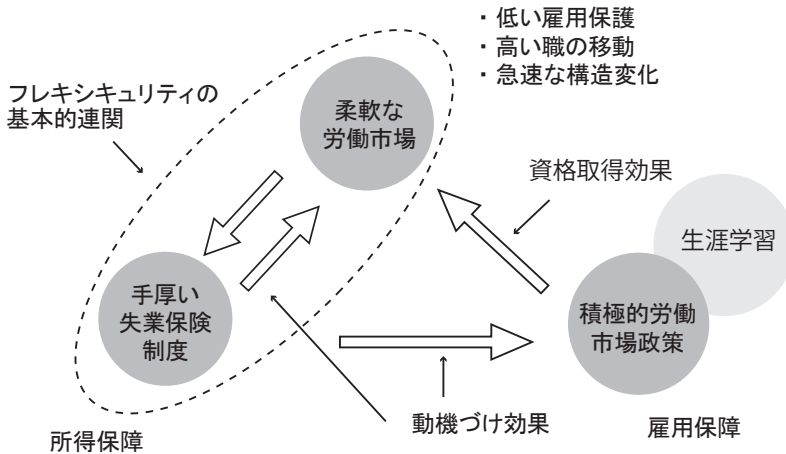 ・低い雇用保護
・高い職の移動
・急速な構造変化
フレキシキュリティの
基本的連関
柔軟な
労働市場
資格取得効果
生涯学習
手厚い
失業保険
制度
積極的労働
市場政策
動機づけ効果
雇用保障
所得保障